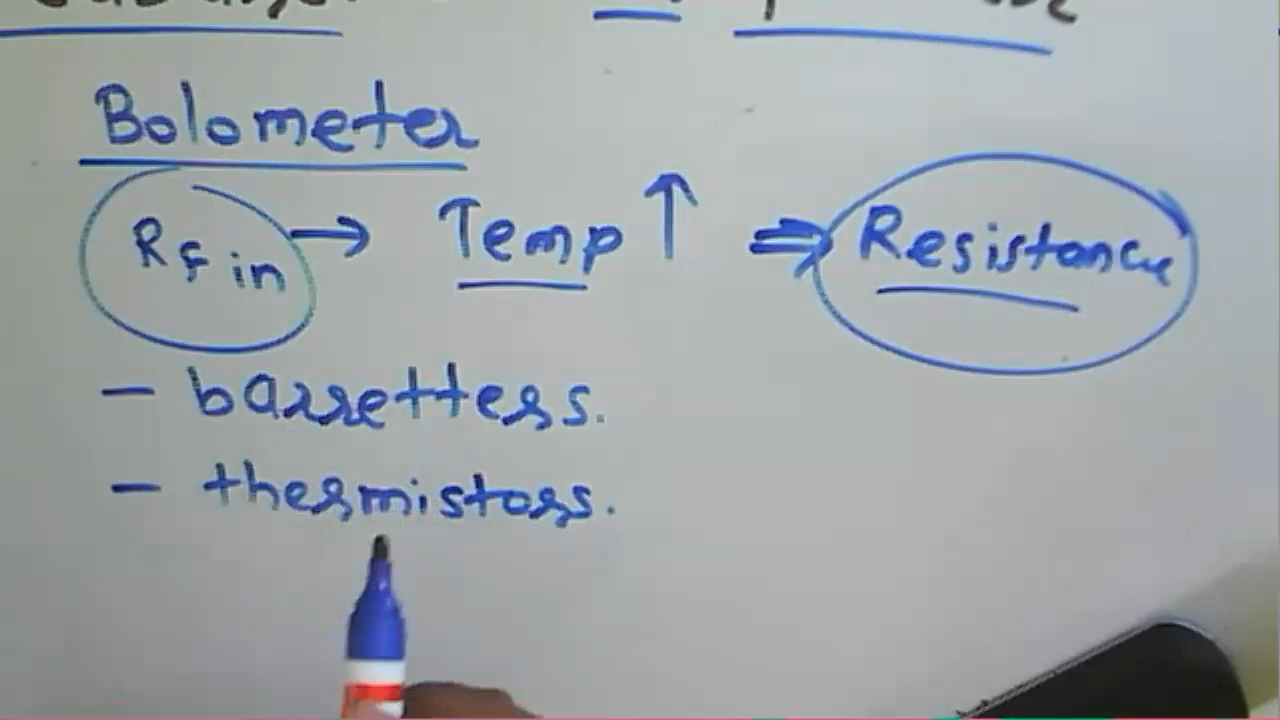 Bolometer
Rf in → Temp ↑ ⇒ Resistance
- barretters.
- thermistors.